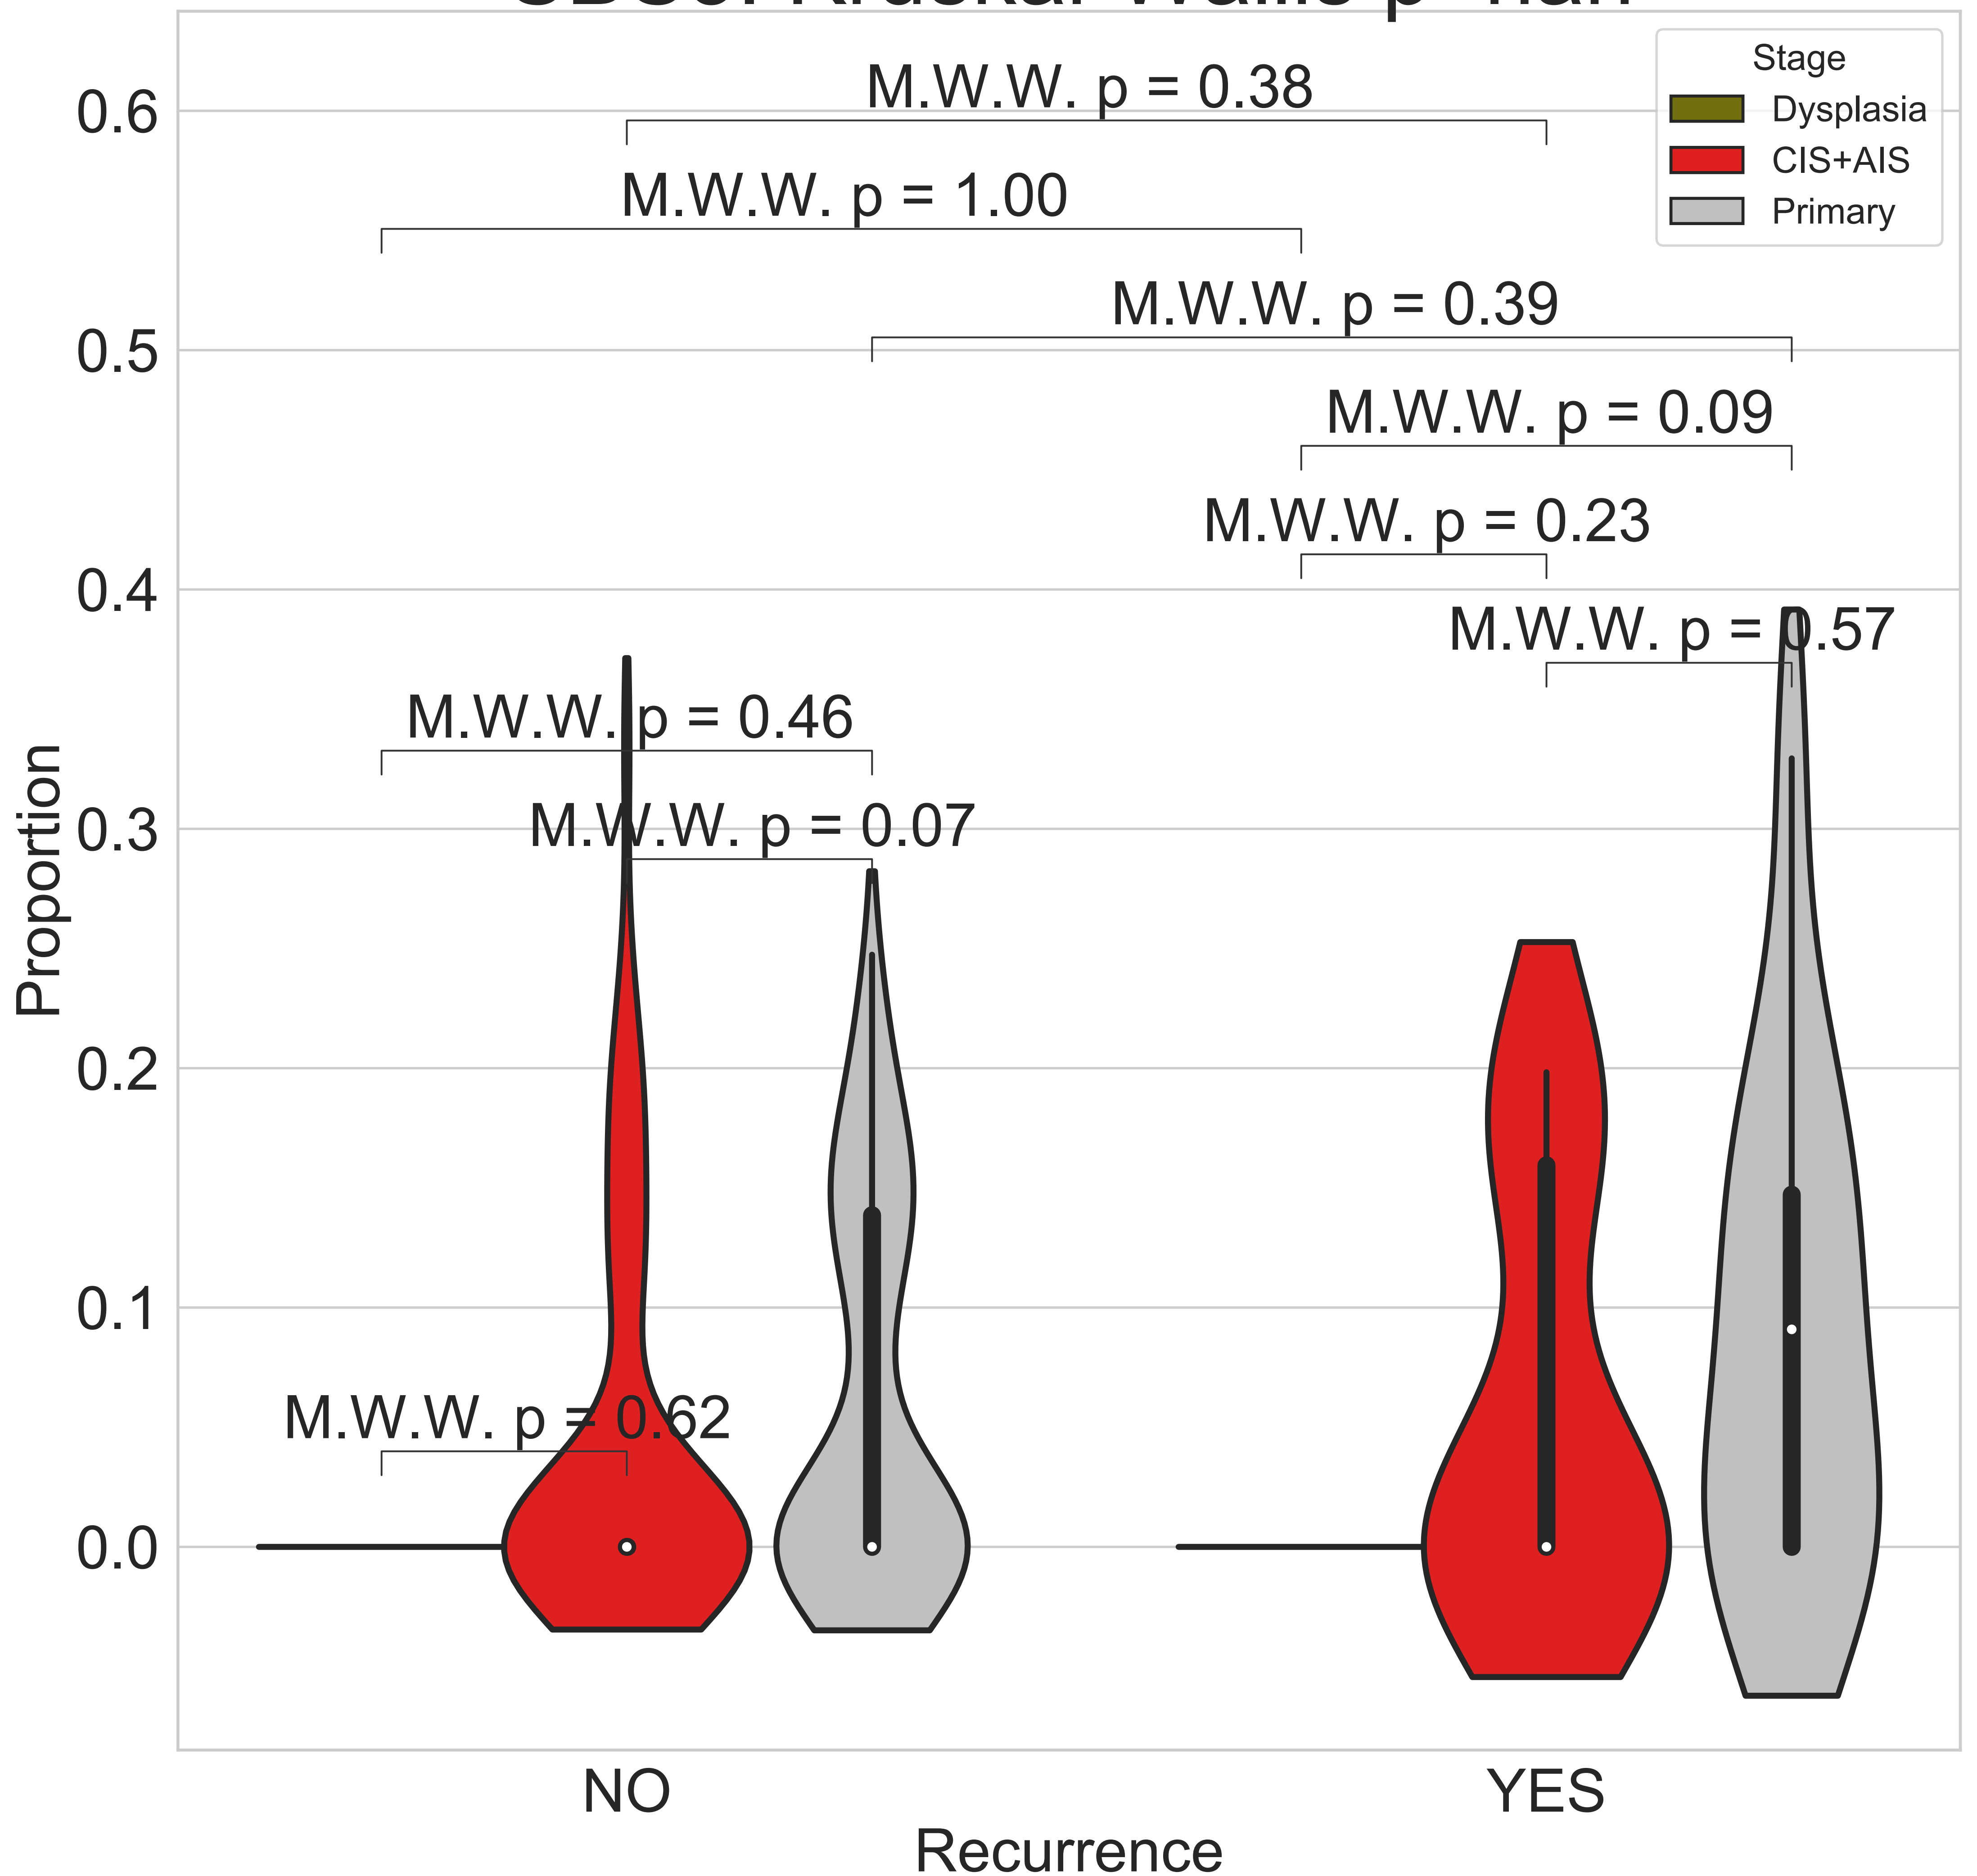 Stage
Dysplasia
CIS+AIS
Primary
M.W.W. p = 0.38
M.W.W. p = 1.00
M.W.W. p = 0.39
M.W.W. p = 0.09
M.W.W. p = 0.23
M.W.W. p = 0.57
M.W.W. p = 0.46
M.W.W. p = 0.07
M.W.W. p = 0.62
0.6
0.5
0.4
0.3
0.2
0.1
0.0
Proportion
NO
YES
Recurrence